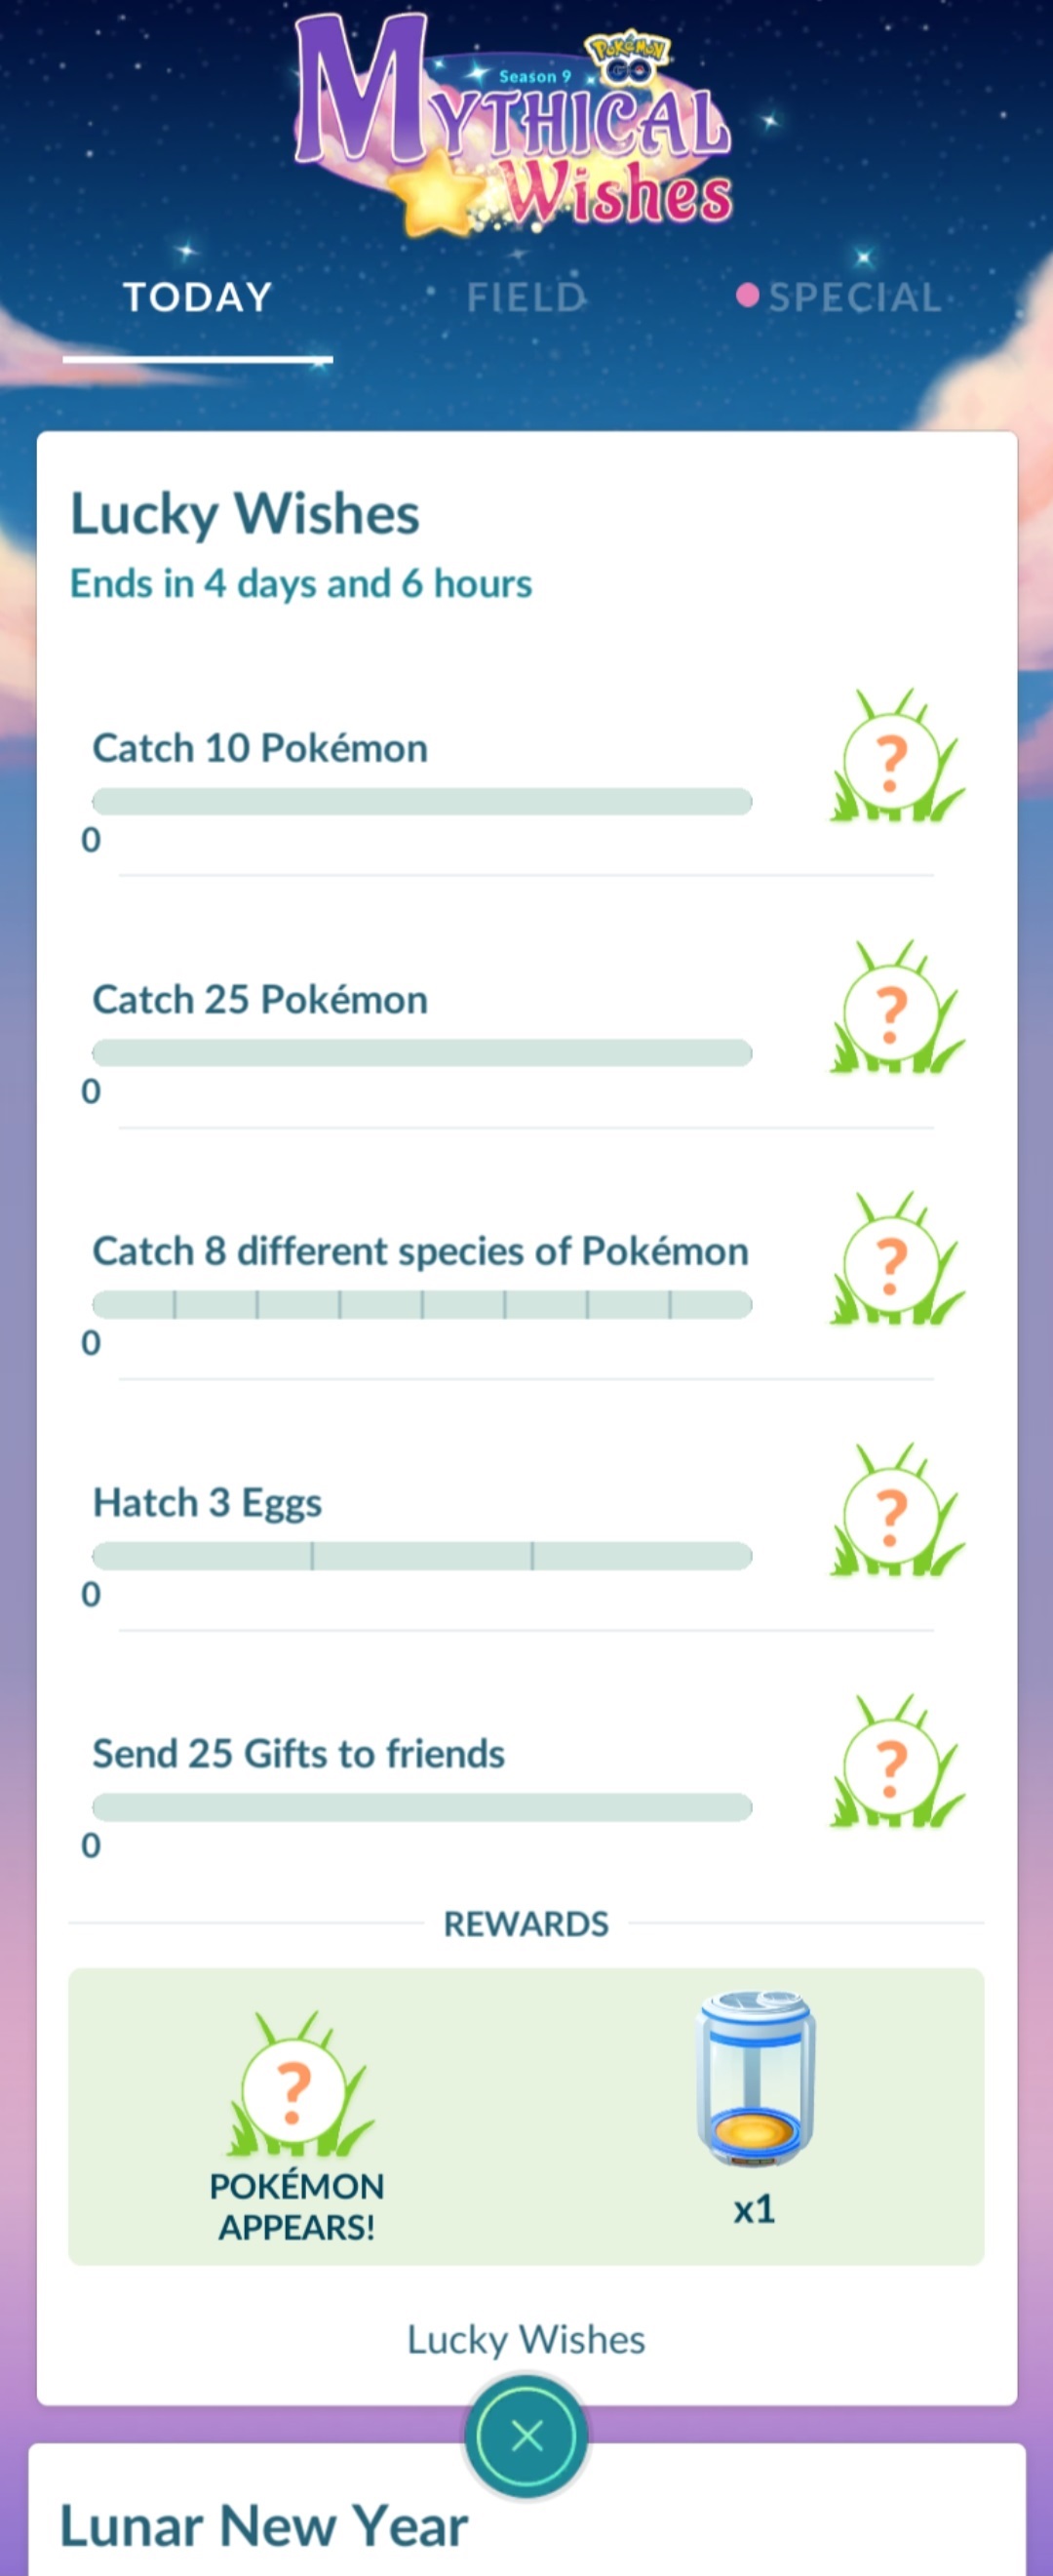 POKÉMON
GO
Season 9
MYTHICAL
Wishes
TODAY FIELD SPECIAL
Lucky Wishes
Ends in 4 days and 6 hours
Catch 10 Pokémon
?
0
Catch 25 Pokémon
?
0
Catch 8 different species of Pokémon
?
0
Hatch 3 Eggs
?
0
Send 25 Gifts to friends
?
0
REWARDS
?
POKÉMON
APPEARS!
x1
Lucky Wishes
Lunar New Year